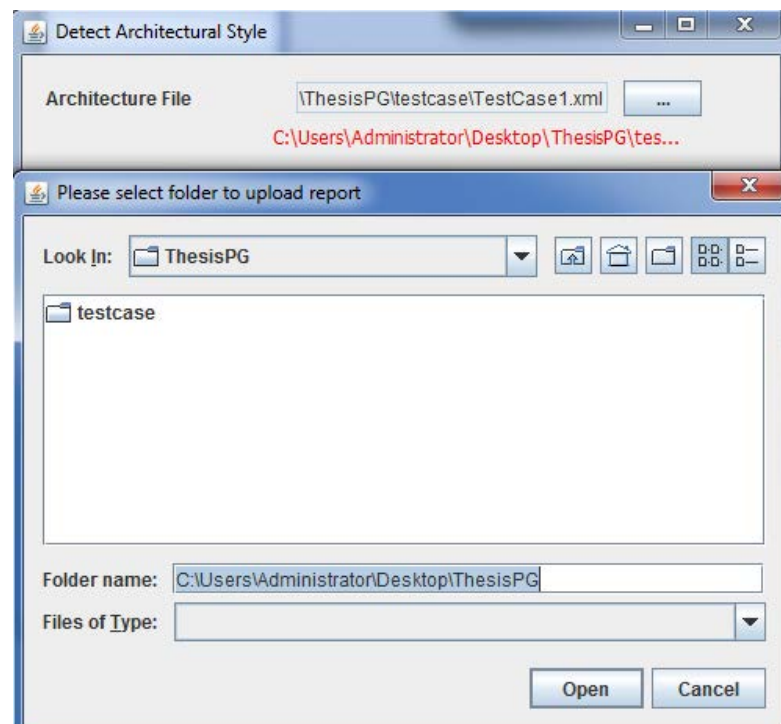 Detect Architectural Style
Architecture File \ThesisPG\testcase\TestCase1.xml ...
C:\Users\Administrator\Desktop\ThesisPG\tes...
Please select folder to upload report
Look In: ThesisPG
testcase
Folder name: C:\Users\Administrator\Desktop\ThesisPG
Files of Type:
Open Cancel